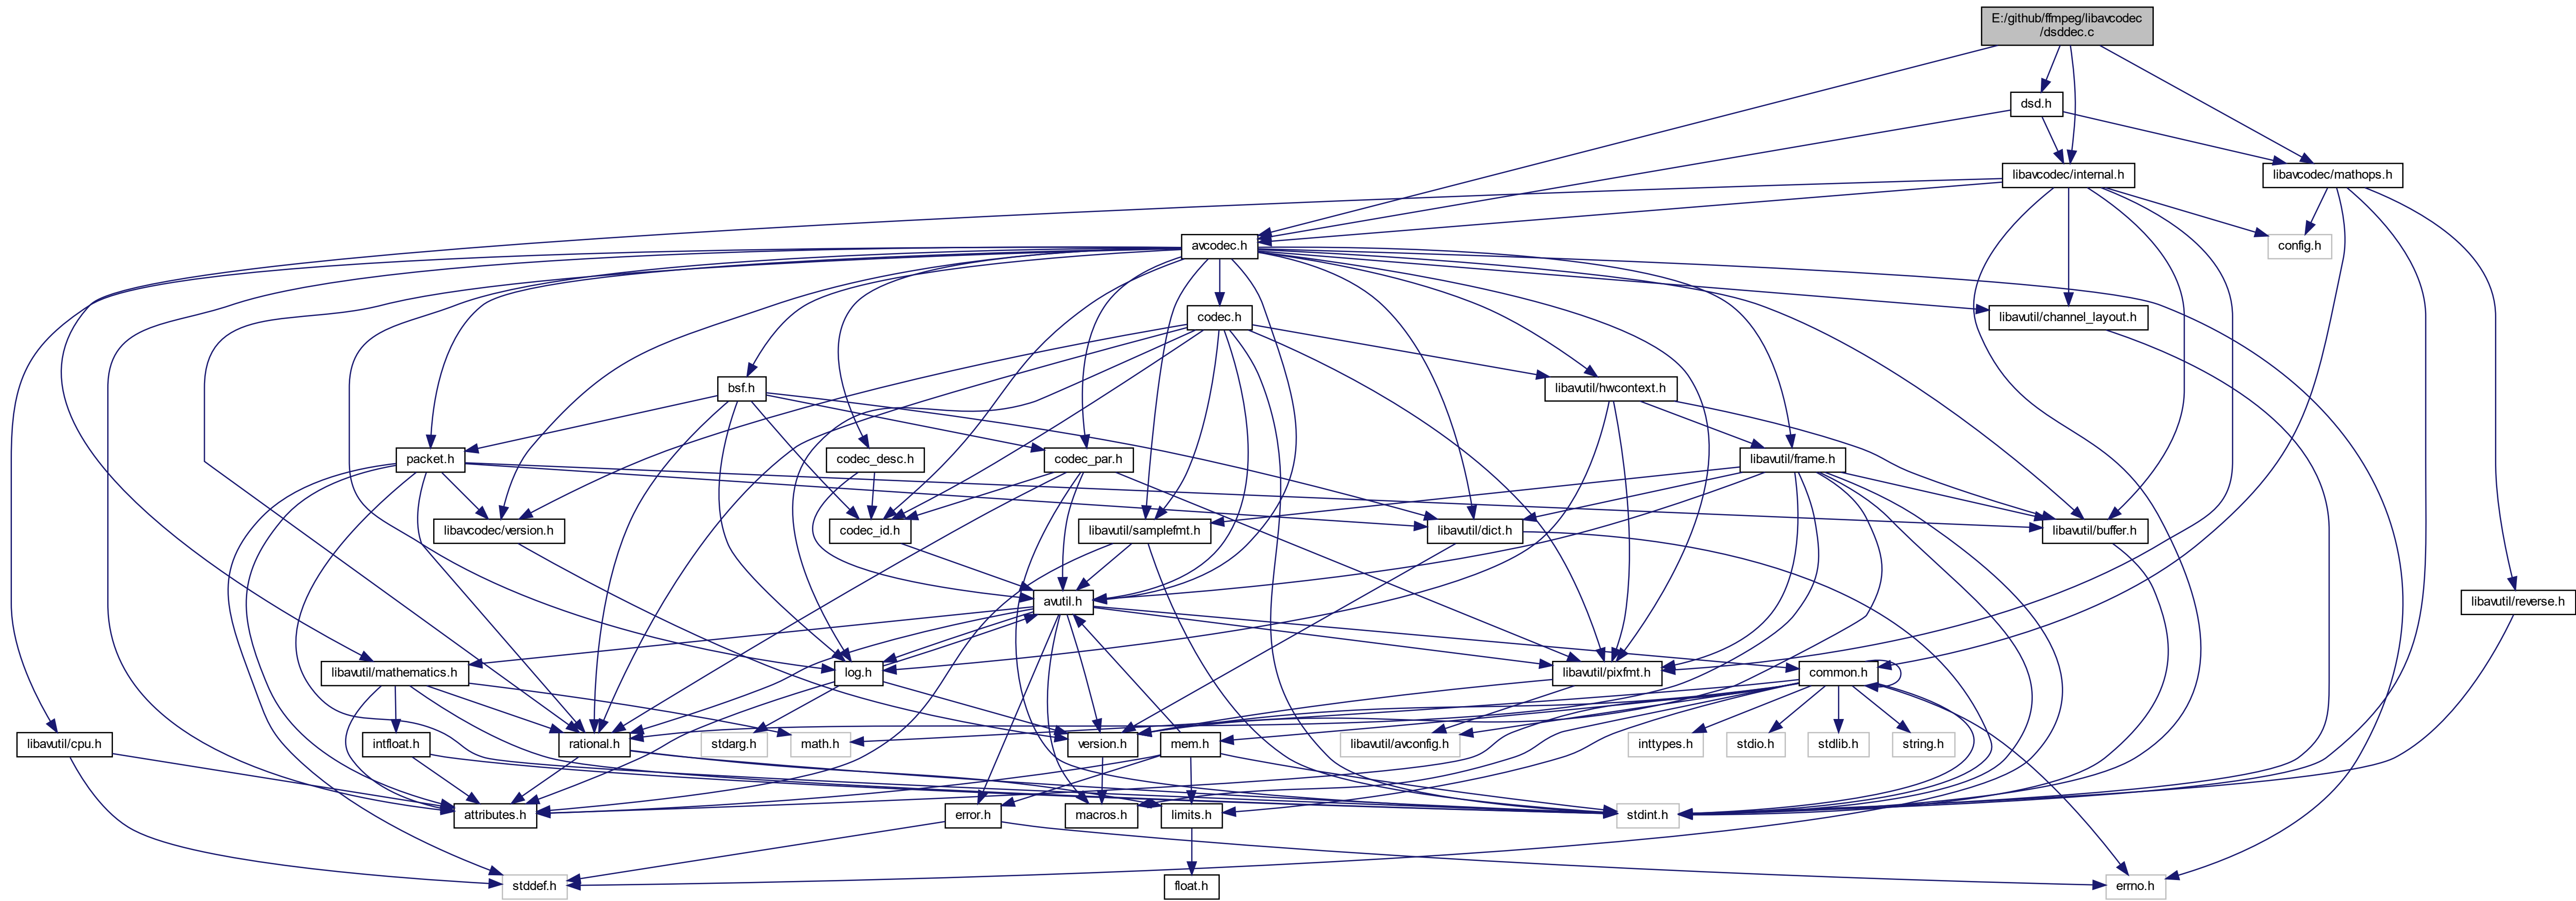 E:/github/ffmpeg/libavcodec
/dsddec.c
dsd.h
libavcodec/internal.h
libavcodec/mathops.h
avcodec.h
config.h
codec.h
libavutil/channel_layout.h
bsf.h
libavutil/hwcontext.h
packet.h
codec_desc.h
codec_par.h
libavutil/frame.h
libavcodec/version.h
codec_id.h
libavutil/samplefmt.h
libavutil/dict.h
libavutil/buffer.h
avutil.h
libavutil/reverse.h
libavutil/mathematics.h
log.h
libavutil/pixfmt.h
common.h
libavutil/cpu.h
intfloat.h
rational.h
stdarg.h
math.h
version.h
mem.h
libavutil/avconfig.h
inttypes.h
stdio.h
stdlib.h
string.h
attributes.h
error.h
macros.h
limits.h
stdint.h
stddef.h
float.h
errno.h